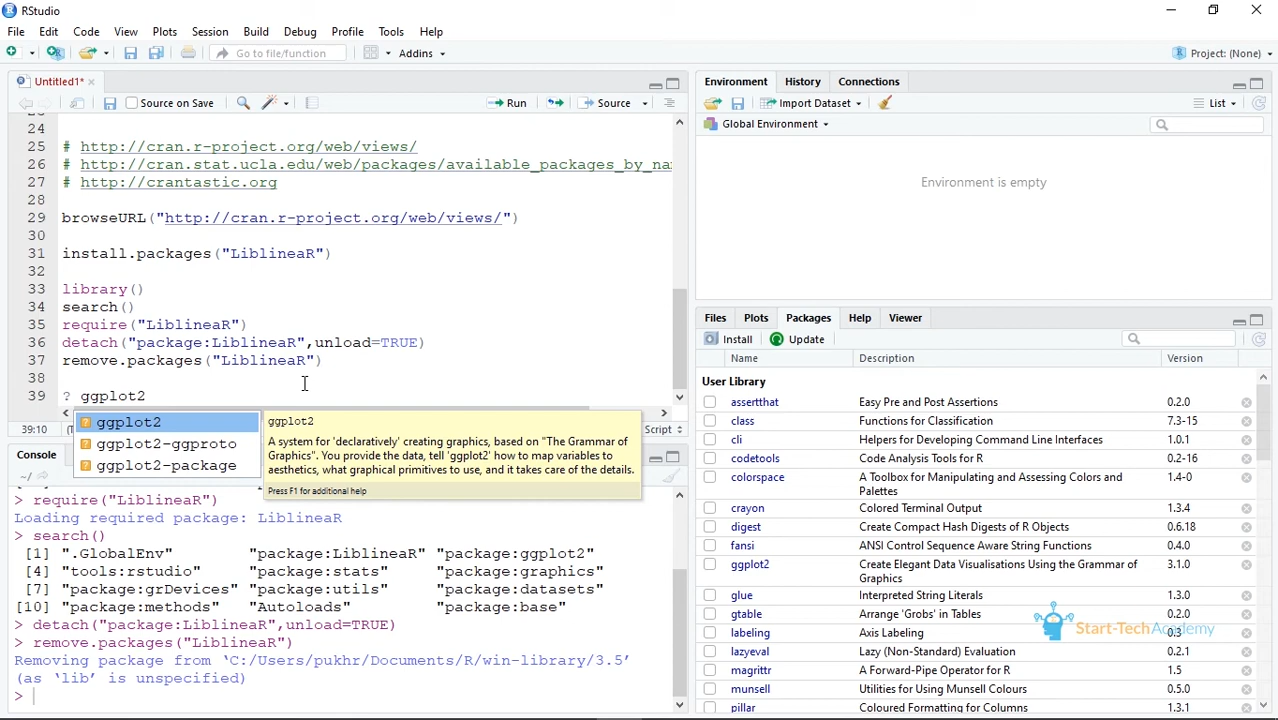 RStudio
File Edit Code View Plots Session Build Debug Profile Tools Help
Go to file/function Addins Project: (None)
Untitled1*
Source on Save Run Source
24
25 # http://cran.r-project.org/web/views/
26 # http://cran.stat.ucla.edu/web/packages/available_packages_by_na
27 # http://crantastic.org
28
29 browseURL("http://cran.r-project.org/web/views/")
30
31 install.packages("LiblineaR")
32
33 library()
34 search()
35 require("LiblineaR")
36 detach("package:LiblineaR",unload=TRUE)
37 remove.packages("LiblineaR")
38
39 ? ggplot2
39:10 Script
ggplot2
ggplot2-ggproto
ggplot2-package
ggplot2
A system for 'declaratively' creating graphics, based on "The Grammar of
Graphics". You provide the data, tell 'ggplot2' how to map variables to
aesthetics, what graphical primitives to use, and it takes care of the details.
Press F1 for additional help
Console
~/
> require("LiblineaR")
Loading required package: LiblineaR
> search()
[1] ".GlobalEnv" "package:LiblineaR" "package:ggplot2"
[4] "tools:rstudio" "package:stats" "package:graphics"
[7] "package:grDevices" "package:utils" "package:datasets"
[10] "package:methods" "Autoloads" "package:base"
> detach("package:LiblineaR",unload=TRUE)
> remove.packages("LiblineaR")
Removing package from ‘C:/Users/pukhr/Documents/R/win-library/3.5’
(as ‘lib’ is unspecified)
>
Environment History Connections
Import Dataset List
Global Environment
Environment is empty
Files Plots Packages Help Viewer
Install Update
Name Description Version
User Library
assertthat Easy Pre and Post Assertions 0.2.0
class Functions for Classification 7.3-15
cli Helpers for Developing Command Line Interfaces 1.0.1
codetools Code Analysis Tools for R 0.2-16
colorspace A Toolbox for Manipulating and Assessing Colors and 1.4-0
Palettes
crayon Colored Terminal Output 1.3.4
digest Create Compact Hash Digests of R Objects 0.6.18
fansi ANSI Control Sequence Aware String Functions 0.4.0
ggplot2 Create Elegant Data Visualisations Using the Grammar of 3.1.0
Graphics
glue Interpreted String Literals 1.3.0
gtable Arrange 'Grobs' in Tables 0.2.0
labeling Axis Labeling 0.3
lazyeval Lazy (Non-Standard) Evaluation 0.2.1
magrittr A Forward-Pipe Operator for R 1.5
munsell Utilities for Using Munsell Colours 0.5.0
pillar Coloured Formatting for Columns 1.3.1
Start-TechAcademy